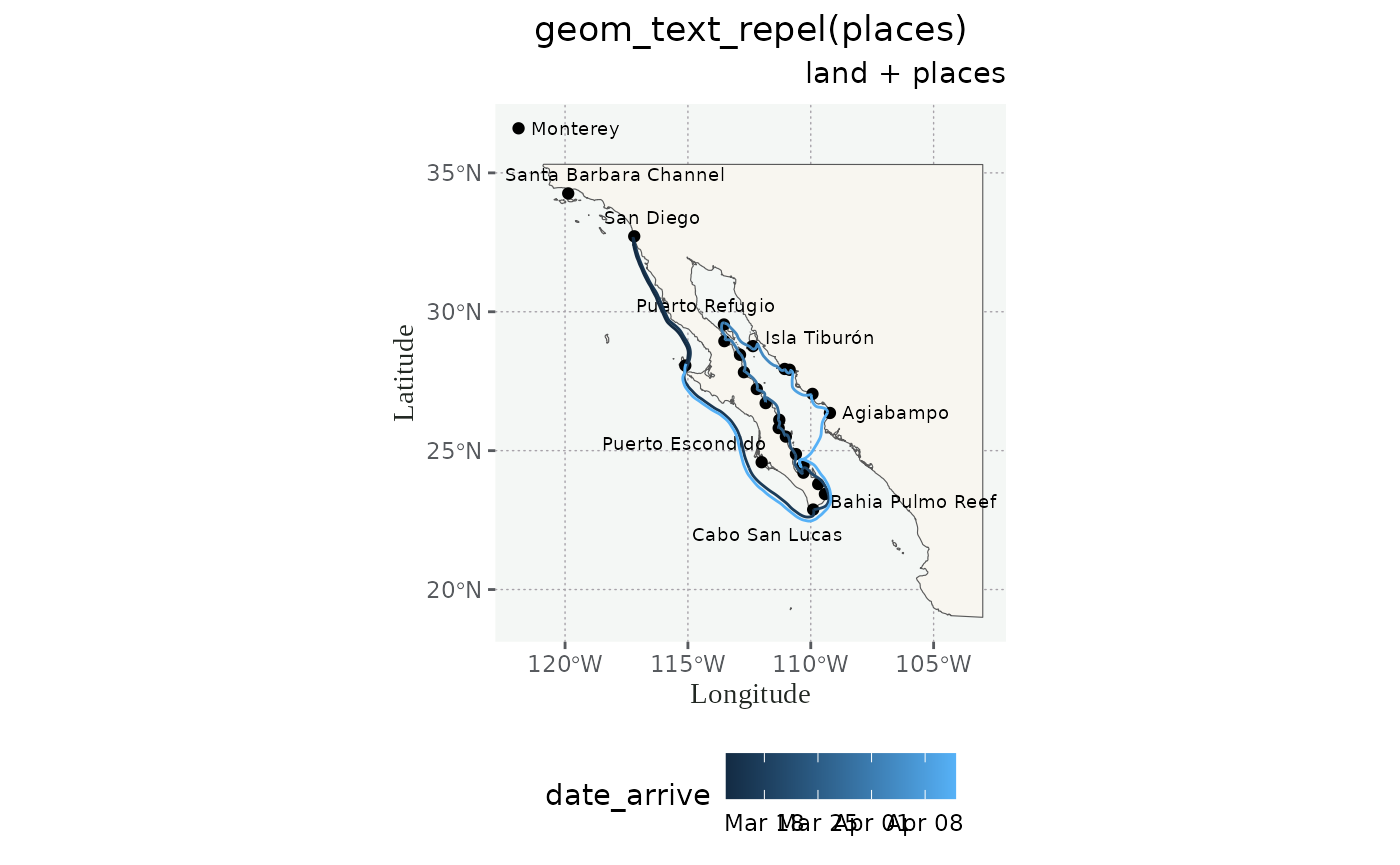 geom_text_repel(places)
land + places
Monterey
35°N
Santa Barbara Channel
San Diego
30°N
Puerto Refugio
Isla Tiburón
Latitude
Agiabampo
25°N
Puerto Escondido
Bahia Pulmo Reef
Cabo San Lucas
20°N
120°W 115°W 110°W 105°W
Longitude
date_arrive
Mar 18 Mar 25 Apr 01 Apr 08